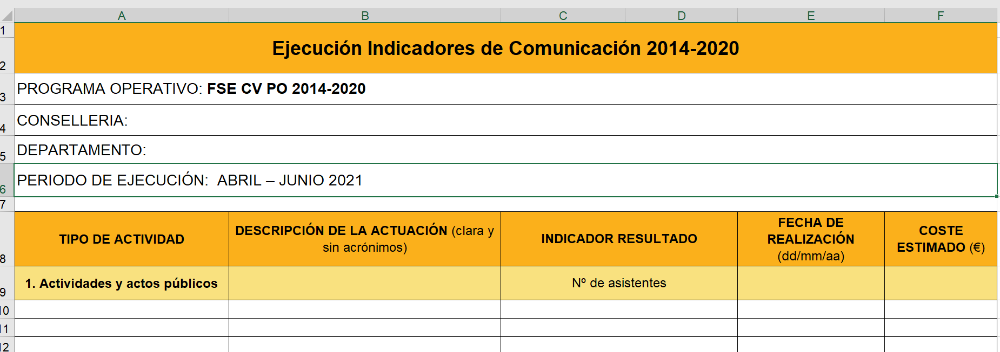 A B C D E F
1
Ejecución Indicadores de Comunicación 2014-2020
2
PROGRAMA OPERATIVO: FSE CV PO 2014-2020
3
CONSELLERIA:
4
DEPARTAMENTO:
5
PERIODO DE EJECUCIÓN:  ABRIL – JUNIO 2021
6
7
TIPO DE ACTIVIDAD
DESCRIPCIÓN DE LA ACTUACIÓN (clara y
sin acrónimos)
INDICADOR RESULTADO
FECHA DE
REALIZACIÓN
(dd/mm/aa)
COSTE
ESTIMADO (€)
8
1. Actividades y actos públicos
Nº de asistentes
9
10
11
12